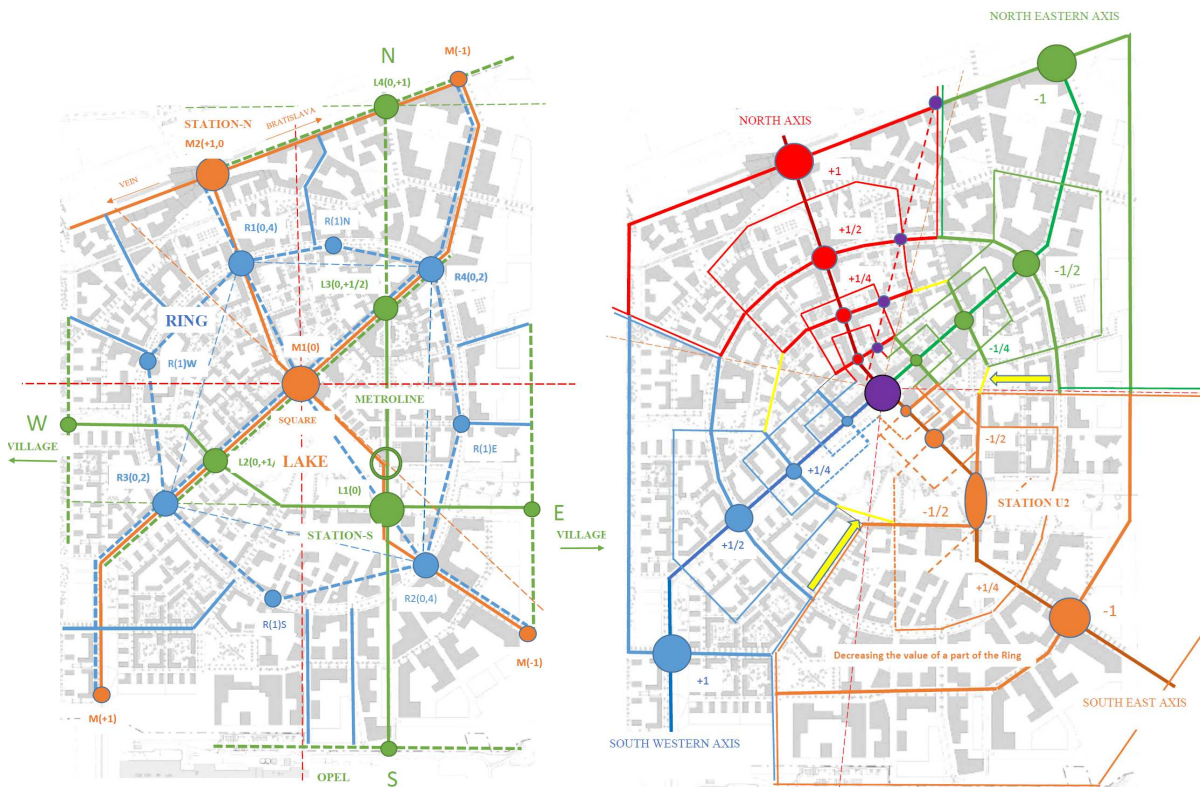 N
M(-1)
L4(0,+1)
STATION-N
BRATISLAVA
M2(+1,0
VEIN
R(1)N
R1(0,4)
R4(0,2)
L3(0,+1/2)
RING
M1(0)
R(1)W
METROLINE
W
SQUARE
VILLAGE
LAKE
L2(0,+1/
R(1)E
R3(0,2)
L1(0)
E
STATION-S
VILLAGE
R2(0,4)
R(1)S
M(-1)
M(+1)
OPEL
S
NORTH EASTERN AXIS
-1
NORTH AXIS
+1
+1/2
-1/2
+1/4
-1/4
-1/2
+1/4
STATION U2
-1/2
+1/2
+1/4
-1
Decreasing the value of a part of the Ring
+1
SOUTH EAST AXIS
SOUTH WESTERN AXIS